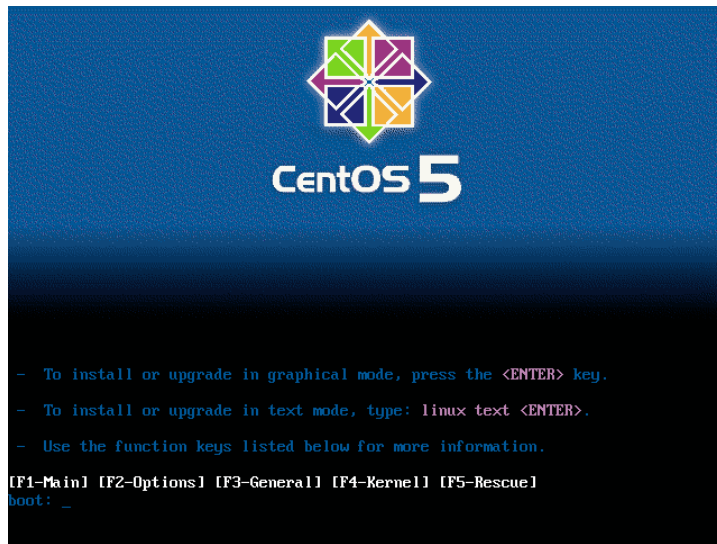 CentOS 5
- To install or upgrade in graphical mode, press the <ENTER> key.
- To install or upgrade in text mode, type: linux text <ENTER>.
- Use the function keys listed below for more information.
[F1-Main] [F2-Options] [F3-General] [F4-Kernel] [F5-Rescue]
boot: _